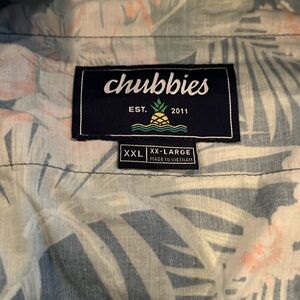 chubbies
EST. 2011
XXL XX-LARGE
MADE IN VIETNAM